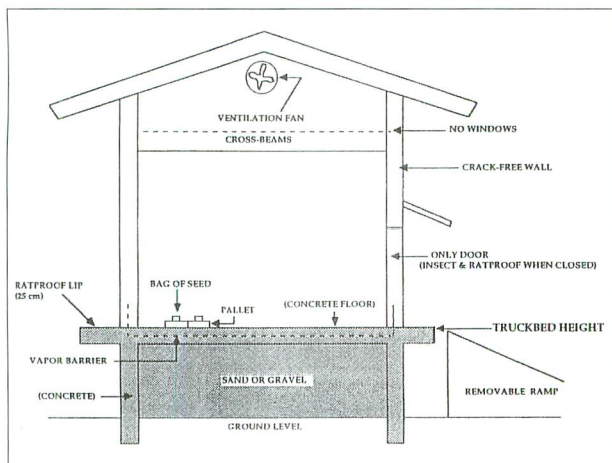 VENTILATION FAN
NO WINDOWS
CROSS-BEAMS
CRACK-FREE WALL
ONLY DOOR
(INSECT & RATPROOF WHEN CLOSED)
RATPROOF LIP
(25 cm)
BAG OF SEED
PALLET
(CONCRETE FLOOR)
TRUCKBED HEIGHT
VAPOR BARRIER
SAND OR GRAVEL
(CONCRETE)
REMOVABLE RAMP
GROUND LEVEL